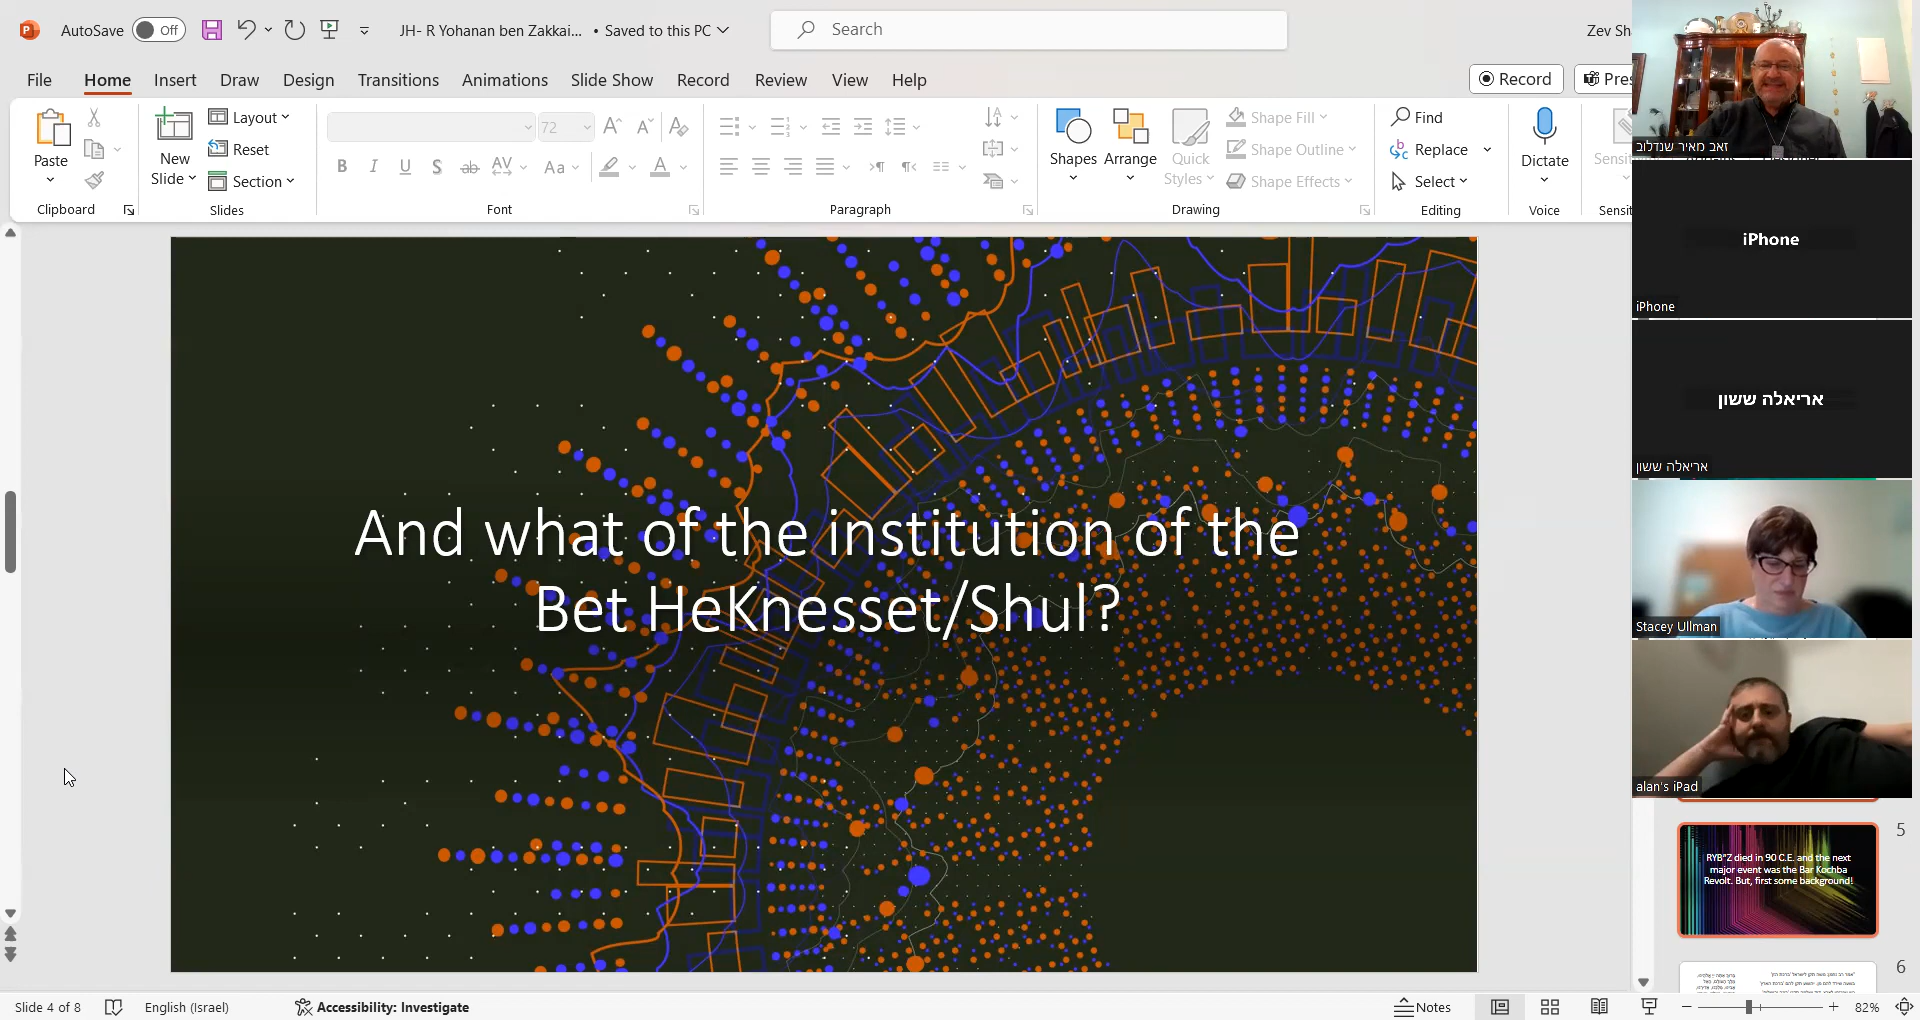 AutoSave Off JH- R Yohanan ben Zakkai... • Saved to this PC Search Zev Sh
File Home Insert Draw Design Transitions Animations Slide Show Record Review View Help Record Pres
Paste New Slide Layout Reset Section 72 Shapes Arrange Quick Styles Shape Fill Shape Outline Shape Effects Find Replace Select Dictate Sensit
Clipboard Slides Font Paragraph Drawing Editing Voice Sensit
זאב מאיר שנדלוב
iPhone
iPhone
אריאלה ששון
אריאלה ששון
Stacey Ullman
alan's iPad
And what of the institution of the
Bet HeKnesset/Shul?
5
RYB"Z died in 90 C.E. and the next
major event was the Bar Kochba
Revolt. But, first some background!
6
Slide 4 of 8 English (Israel) Accessibility: Investigate Notes 82%